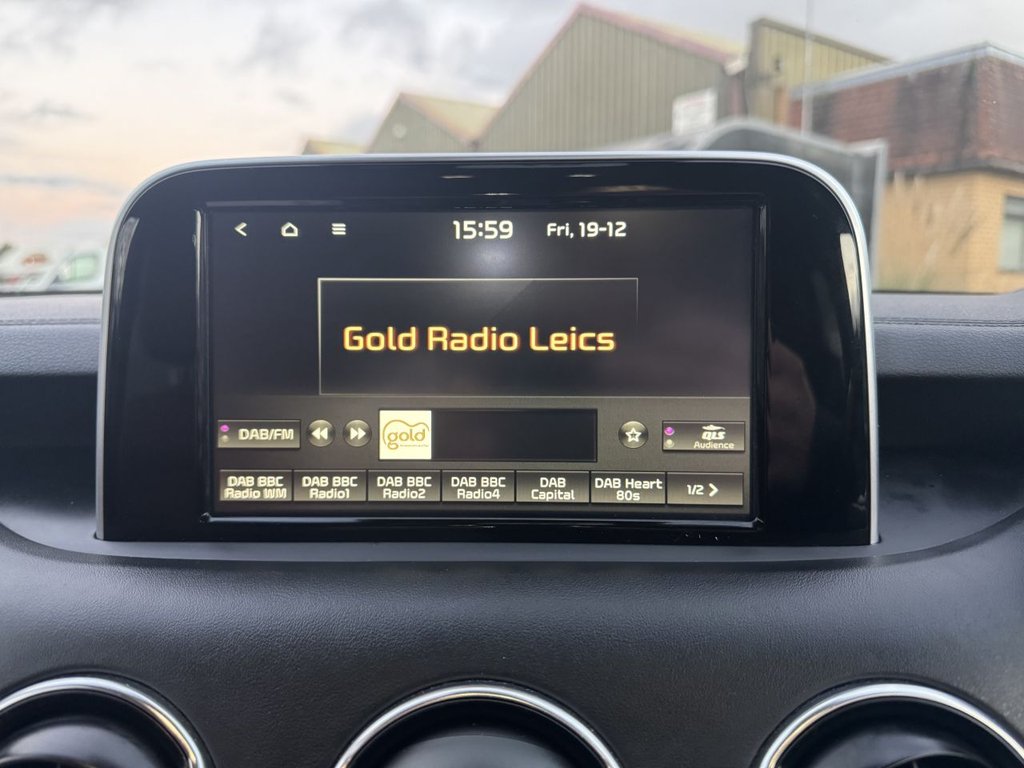 15:59 Fri, 19-12
Gold Radio Leics
DAB/FM
gold
QLS
Audience
DAB BBC
Radio WM
DAB BBC
Radio1
DAB BBC
Radio2
DAB BBC
Radio4
DAB
Capital
DAB Heart
80s
1/2